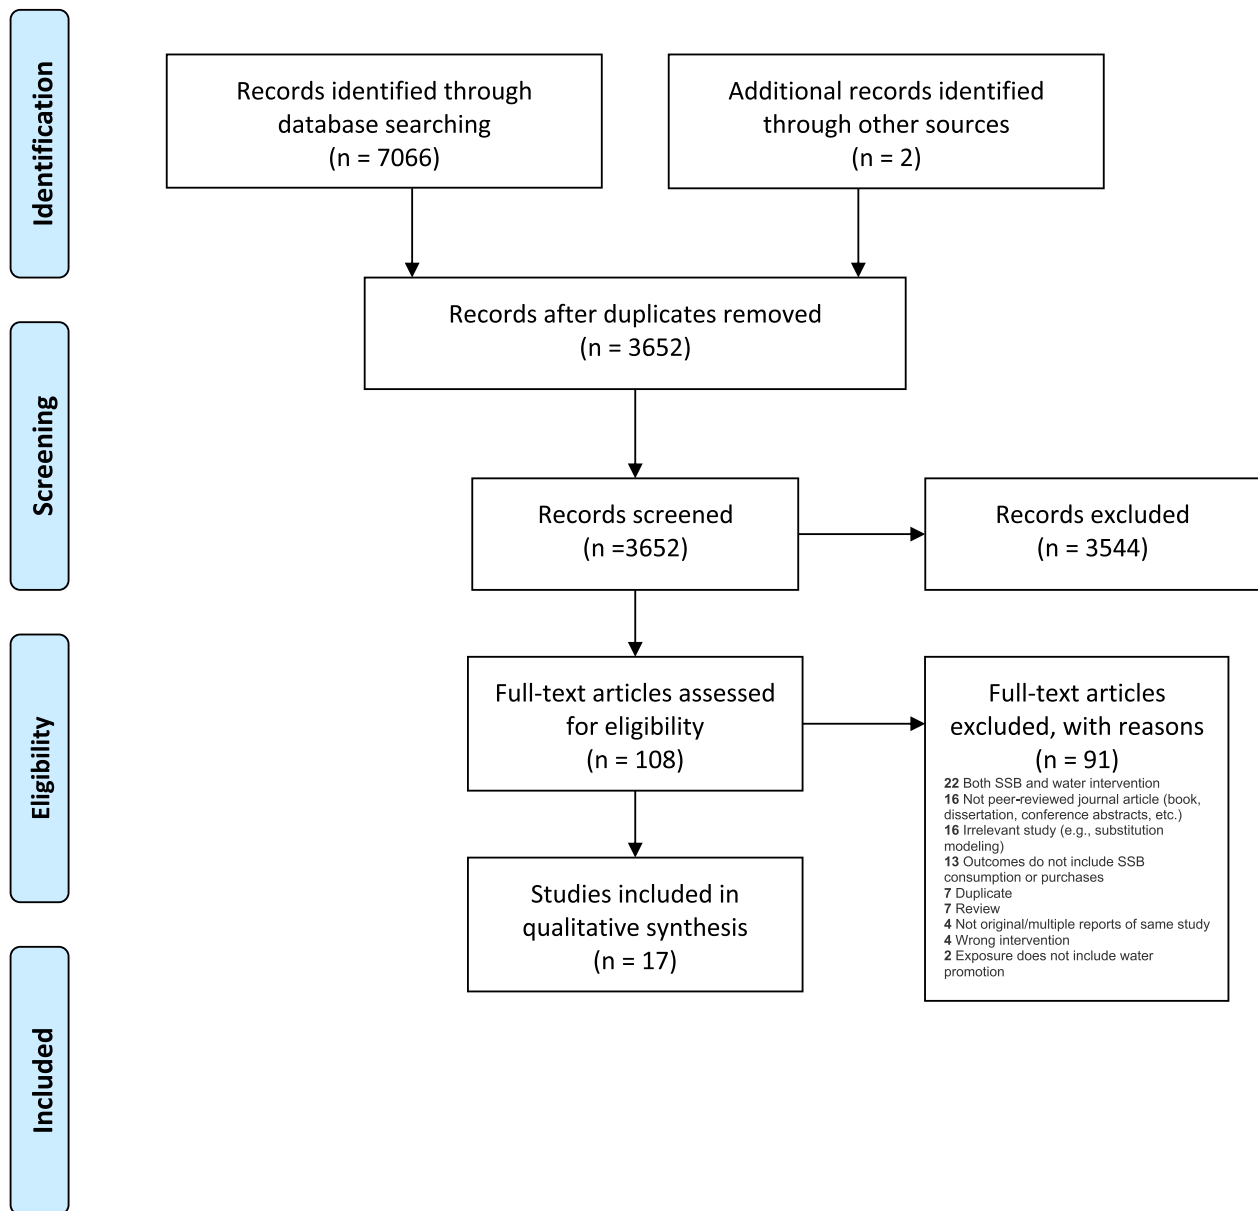 Identification
Records identified through
database searching
(n = 7066)
Additional records identified
through other sources
(n = 2)
Records after duplicates removed
(n = 3652)
Screening
Records screened
(n =3652)
Records excluded
(n = 3544)
Eligibility
Full-text articles assessed
for eligibility
(n = 108)
Full-text articles
excluded, with reasons
(n = 91)
22 Both SSB and water intervention
16 Not peer-reviewed journal article (book,
dissertation, conference abstracts, etc.)
16 Irrelevant study (e.g., substitution
modeling)
13 Outcomes do not include SSB
consumption or purchases
7 Duplicate
7 Review
4 Not original/multiple reports of same study
4 Wrong intervention
2 Exposure does not include water
promotion
Studies included in
qualitative synthesis
(n = 17)
Included